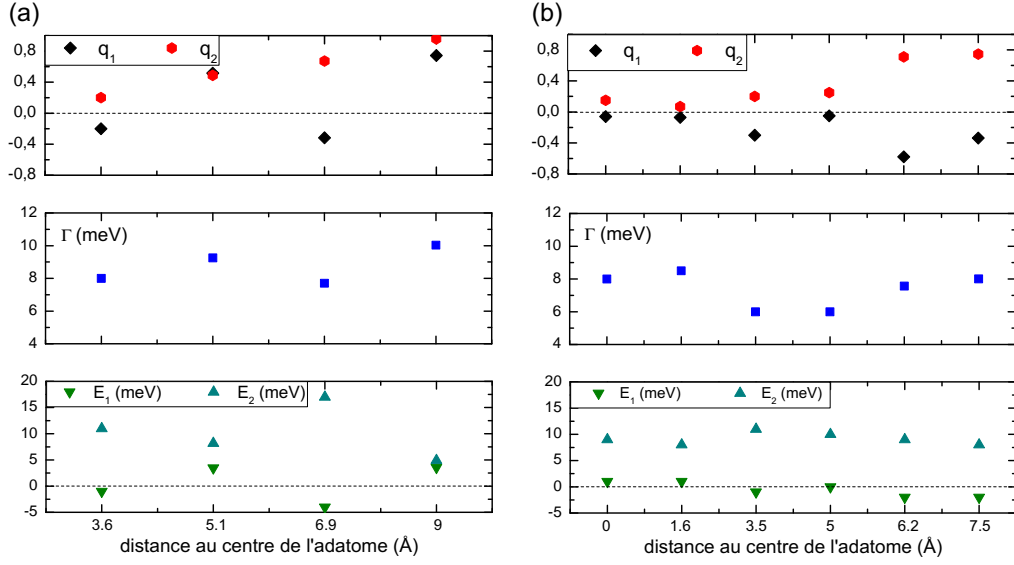 (a)
q1 q2
0,8
0,4
0,0
-0,4
-0,8
12
Γ (meV)
10
8
6
4
20
E1 (meV) E2 (meV)
15
10
5
0
-5
3.6 5.1 6.9 9
distance au centre de l'adatome (Å)
(b)
q1 q2
0,8
0,4
0,0
-0,4
-0,8
12
Γ (meV)
10
8
6
4
20
E1 (meV) E2 (meV)
15
10
5
0
-5
0 1.6 3.5 5 6.2 7.5
distance au centre de l'adatome (Å)